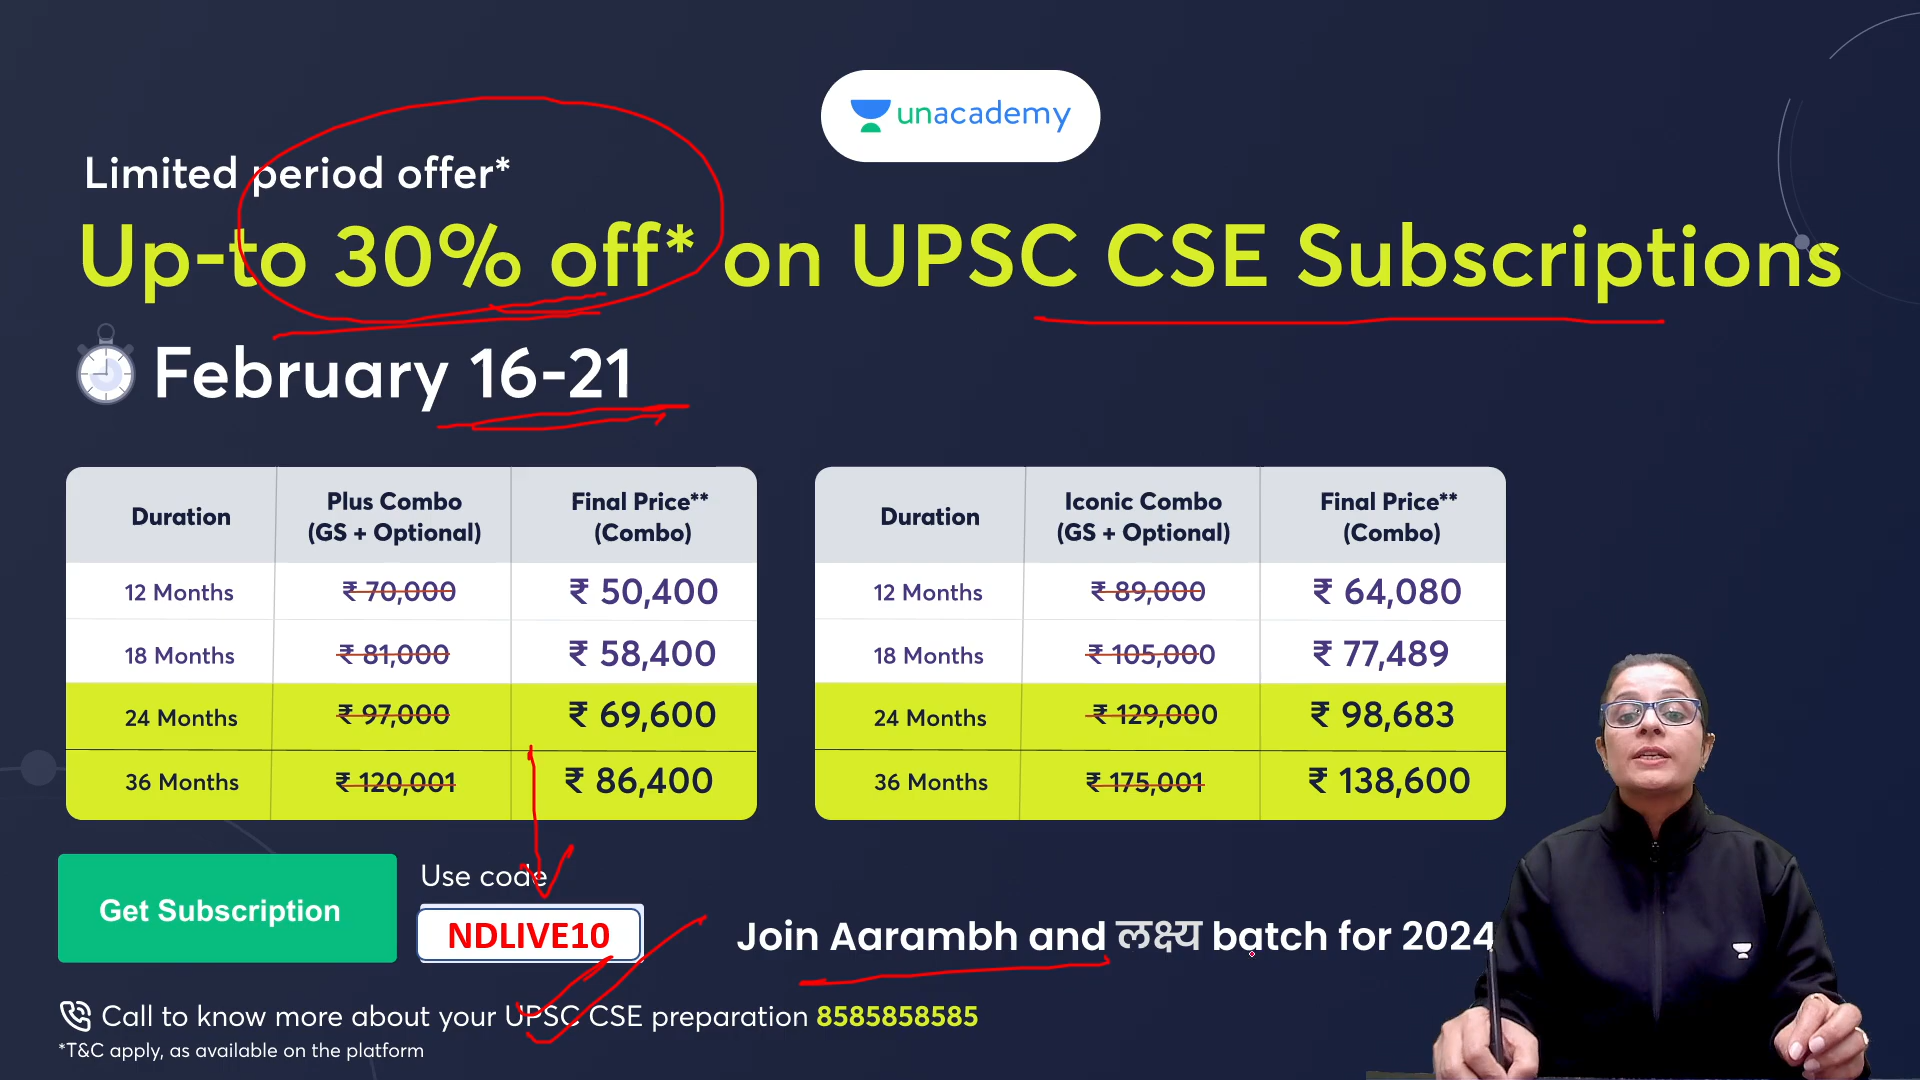 unacademy
Limited period offer*
Up-to 30% off* on UPSC CSE Subscriptions
February 16-21
Duration Plus Combo (GS + Optional) Final Price** (Combo)
12 Months ₹ 70,000 ₹ 50,400
18 Months ₹ 81,000 ₹ 58,400
24 Months ₹ 97,000 ₹ 69,600
36 Months ₹ 120,001 ₹ 86,400
Duration Iconic Combo (GS + Optional) Final Price** (Combo)
12 Months ₹ 89,000 ₹ 64,080
18 Months ₹ 105,000 ₹ 77,489
24 Months ₹ 129,000 ₹ 98,683
36 Months ₹ 175,001 ₹ 138,600
Get Subscription
Use code
NDLIVE10
Join Aarambh and लक्ष्य batch for 2024
Call to know more about your UPSC CSE preparation 8585858585
*T&C apply, as available on the platform